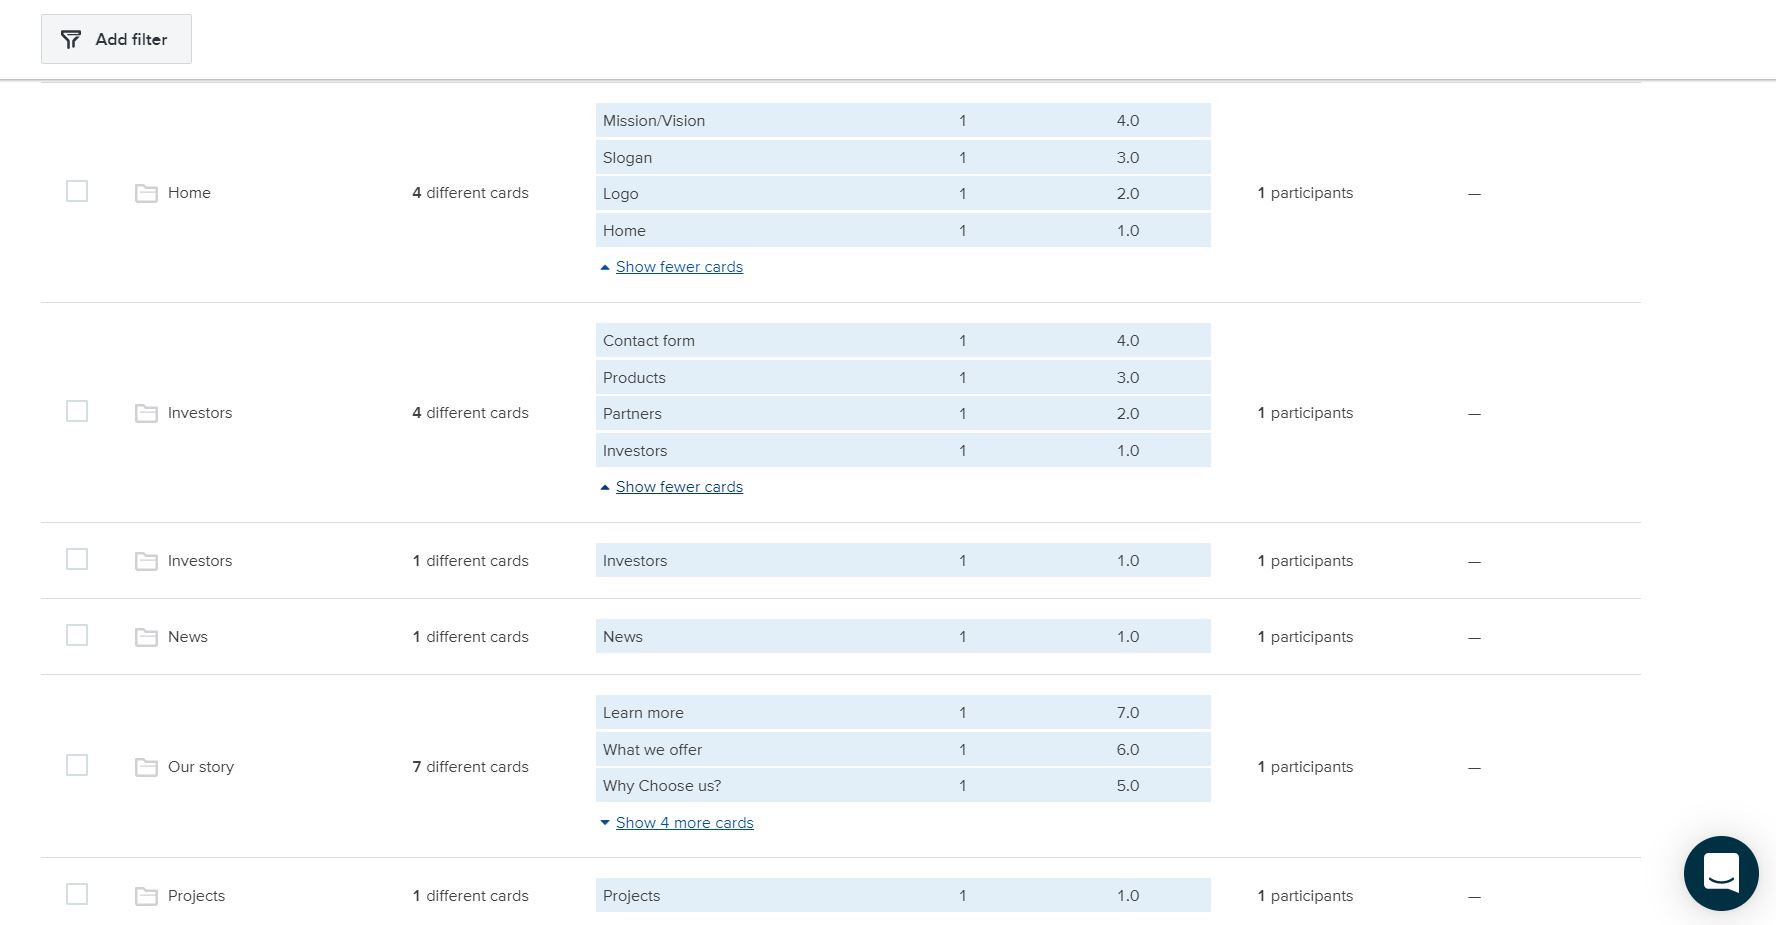 Add filter
Mission/Vision 1 4.0
Slogan 1 3.0
Home 4 different cards Logo 1 2.0 1 participants —
Home 1 1.0
Show fewer cards
Contact form 1 4.0
Products 1 3.0
Investors 4 different cards Partners 1 2.0 1 participants —
Investors 1 1.0
Show fewer cards
Investors 1 different cards Investors 1 1.0 1 participants —
News 1 different cards News 1 1.0 1 participants —
Learn more 1 7.0
What we offer 1 6.0
Our story 7 different cards 1 participants —
Why Choose us? 1 5.0
Show 4 more cards
Projects 1 different cards Projects 1 1.0 1 participants —